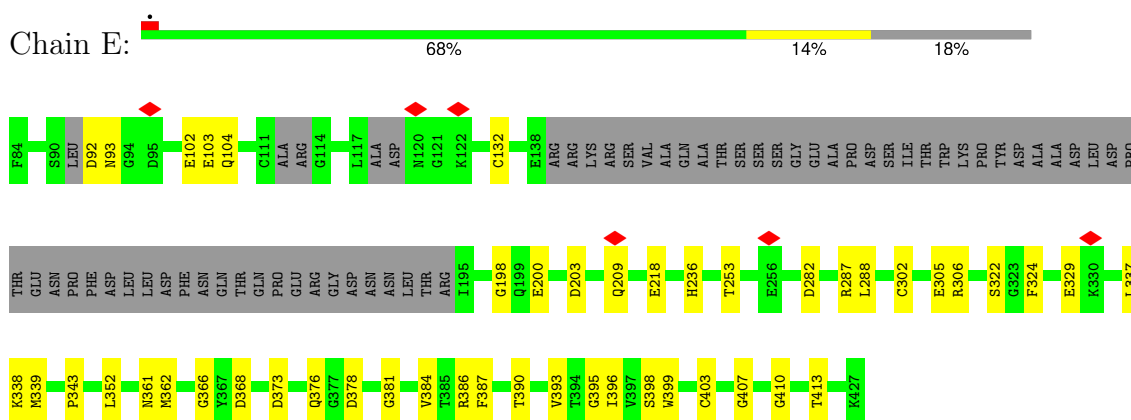 Chain E:
68% 14% 18%
F84 S90 LEU D92 N93 G94 D95 E102 E103 Q104 G111 ALA ARG G114 L117 ALA ASP N120 G121 K122 C132 E138 ARG ARG LYS ARG SER VAL ALA GLN ALA THR SER SER SER GLY GLU ALA PRO ASP SER ILE THR TRP LYS PRO TYR ASP ALA ALA ASP LEU ASP PRO
THR GLU ASN PRO PHE ASP LEU LEU ASP PHE ASN GLN THR GLN PRO GLU ARG GLY ASP ASN ASN LEU THR ARG I195 G198 Q199 E200 D203 Q209 E218 H236 T253 E256 D282 R287 L288 C302 E305 R306 S322 G323 F324 E329 K330 L337
K338 M339 P343 L352 N361 M362 G366 Y367 D368 D373 Q376 G377 D378 G381 V384 T385 R386 F387 T390 V393 T394 G395 I396 V397 S398 W399 C403 G407 G410 T413 K427